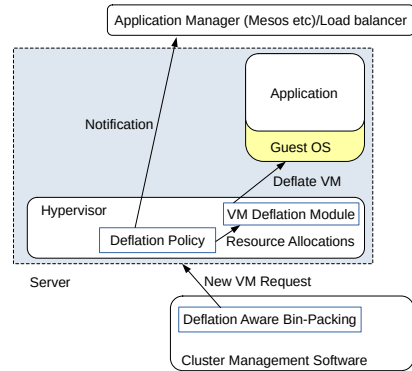 Application Manager (Mesos etc)/Load balancer
Application
Notification
Guest OS
Deflate VM
Hypervisor
VM Deflation Module
Deflation Policy
Resource Allocations
Server
New VM Request
Deflation Aware Bin-Packing
Cluster Management Software